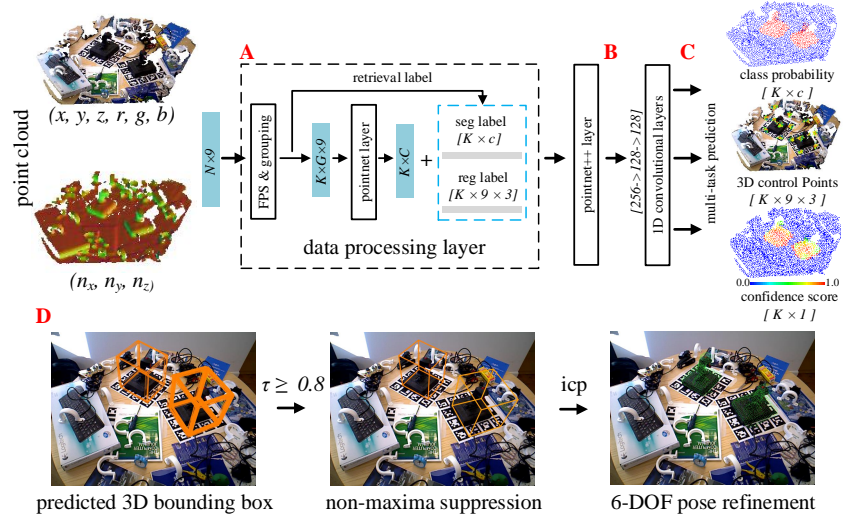 A
B
C
point cloud
(x, y, z, r, g, b)
(nx, ny, nz)
N×9
FPS & grouping
retrieval label
K×G×9
pointnet layer
K×C
+
seg label
[K × c]
reg label
[K × 9 × 3]
data processing layer
pointnet++ layer
[256->128->128]
1D convolutional layers
multi-task prediction
class probability
[ K × c ]
3D control Points
[ K × 9 × 3 ]
0.0
1.0
confidence score
[ K × 1 ]
D
τ ≥ 0.8
icp
predicted 3D bounding box
non-maxima suppression
6-DOF pose refinement